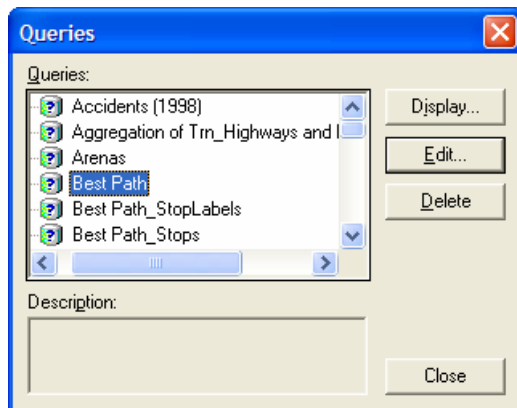 Queries
Queries:
Accidents (1998)
Aggregation of Trn_Highways and
Arenas
Best Path
Best Path_StopLabels
Best Path_Stops
Display...
Edit...
Delete
Description:
Close